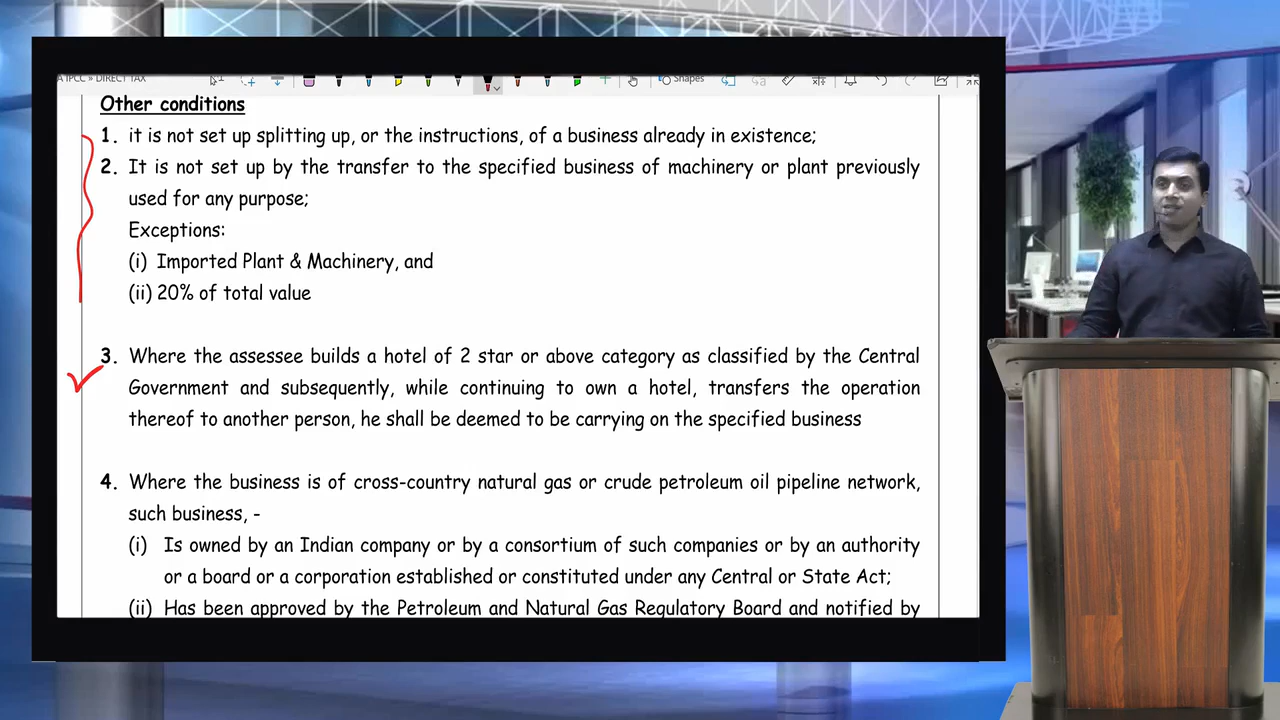 A IPCC » DIRECT TAX
Shapes
Other conditions
1. it is not set up splitting up, or the instructions, of a business already in existence;
2. It is not set up by the transfer to the specified business of machinery or plant previously
used for any purpose;
Exceptions:
(i) Imported Plant & Machinery, and
(ii) 20% of total value
3. Where the assessee builds a hotel of 2 star or above category as classified by the Central
Government and subsequently, while continuing to own a hotel, transfers the operation
thereof to another person, he shall be deemed to be carrying on the specified business
4. Where the business is of cross-country natural gas or crude petroleum oil pipeline network,
such business, -
(i) Is owned by an Indian company or by a consortium of such companies or by an authority
or a board or a corporation established or constituted under any Central or State Act;
(ii) Has been approved by the Petroleum and Natural Gas Regulatory Board and notified by